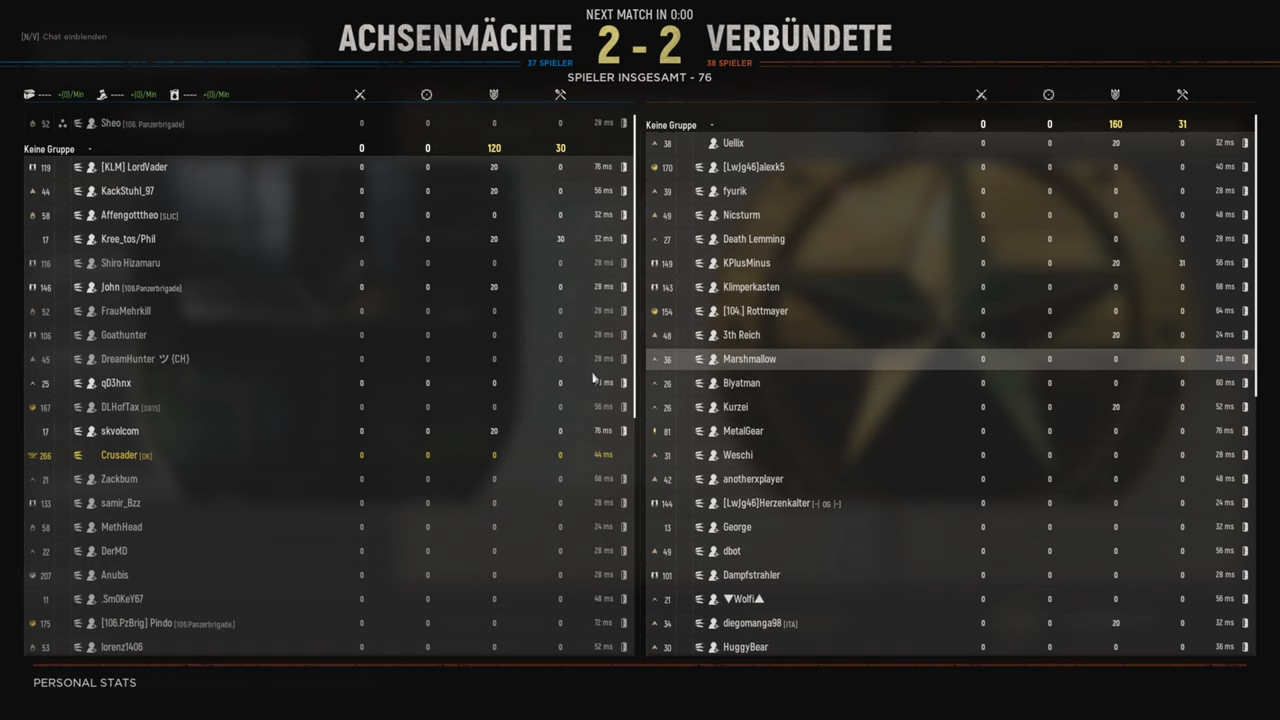 [N/V] Chat einblenden
NEXT MATCH IN 0:00
ACHSENMÄCHTE 2 - 2 VERBÜNDETE
37 SPIELER 38 SPIELER
SPIELER INSGESAMT - 76
---- +(0)/Min ---- +(0)/Min ---- +(0)/Min
52 Sheo [106. Panzerbrigade] 0 0 0 0 28 ms
Keine Gruppe - 0 0 120 30
119 [KLM] LordVader 0 0 20 0 76 ms
44 KackStuhl_97 0 0 20 0 56 ms
58 Affengotttheo [SLIC] 0 0 0 0 32 ms
17 Kree_tos/Phil 0 0 20 30 32 ms
116 Shiro Hizamaru 0 0 0 0 28 ms
146 John [106.Panzerbrigade] 0 0 20 0 28 ms
52 FrauMehrkill 0 0 0 0 28 ms
106 Goathunter 0 0 0 0 28 ms
45 DreamHunter ツ {CH} 0 0 0 0 28 ms
25 qD3hnx 0 0 0 0 ms
167 DLHofTax [0815] 0 0 0 0 56 ms
17 skvolcom 0 0 20 0 76 ms
266 Crusader [OK] 0 0 0 0 44 ms
21 Zackbum 0 0 0 0 68 ms
133 samir_Bzz 0 0 0 0 28 ms
58 MethHead 0 0 0 0 24 ms
22 DerMD 0 0 0 0 28 ms
207 Anubis 0 0 0 0 28 ms
11 .Sm0KeY67 0 0 0 0 48 ms
175 [106.PzBrig] Pindo [106.Panzerbrigade.] 0 0 0 0 72 ms
53 lorenz1406 0 0 0 0 52 ms
Keine Gruppe - 0 0 160 31
38 Uellix 0 0 20 0 32 ms
170 [LwJg46]alexk5 0 0 0 0 40 ms
39 fyurik 0 0 20 0 28 ms
49 Nicsturm 0 0 0 0 48 ms
27 Death Lemming 0 0 0 0 28 ms
149 KPlusMinus 0 0 20 31 56 ms
143 Klimperkasten 0 0 0 0 68 ms
154 [104.] Rottmayer 0 0 0 0 64 ms
48 3th Reich 0 0 20 0 24 ms
36 Marshmallow 0 0 0 0 28 ms
26 Blyatman 0 0 0 0 60 ms
26 Kurzei 0 0 20 0 52 ms
81 MetalGear 0 0 0 0 76 ms
31 Weschi 0 0 0 0 28 ms
42 anotherxplayer 0 0 0 0 48 ms
144 [LwJg46]Herzenkalter [-| OG |-] 0 0 0 0 24 ms
13 George 0 0 0 0 32 ms
49 dbot 0 0 0 0 56 ms
101 Dampfstrahler 0 0 0 0 28 ms
21 ▼Wolfi▲ 0 0 0 0 56 ms
34 diegomanga98 [ITA] 0 0 20 0 32 ms
30 HuggyBear 0 0 0 0 36 ms
PERSONAL STATS